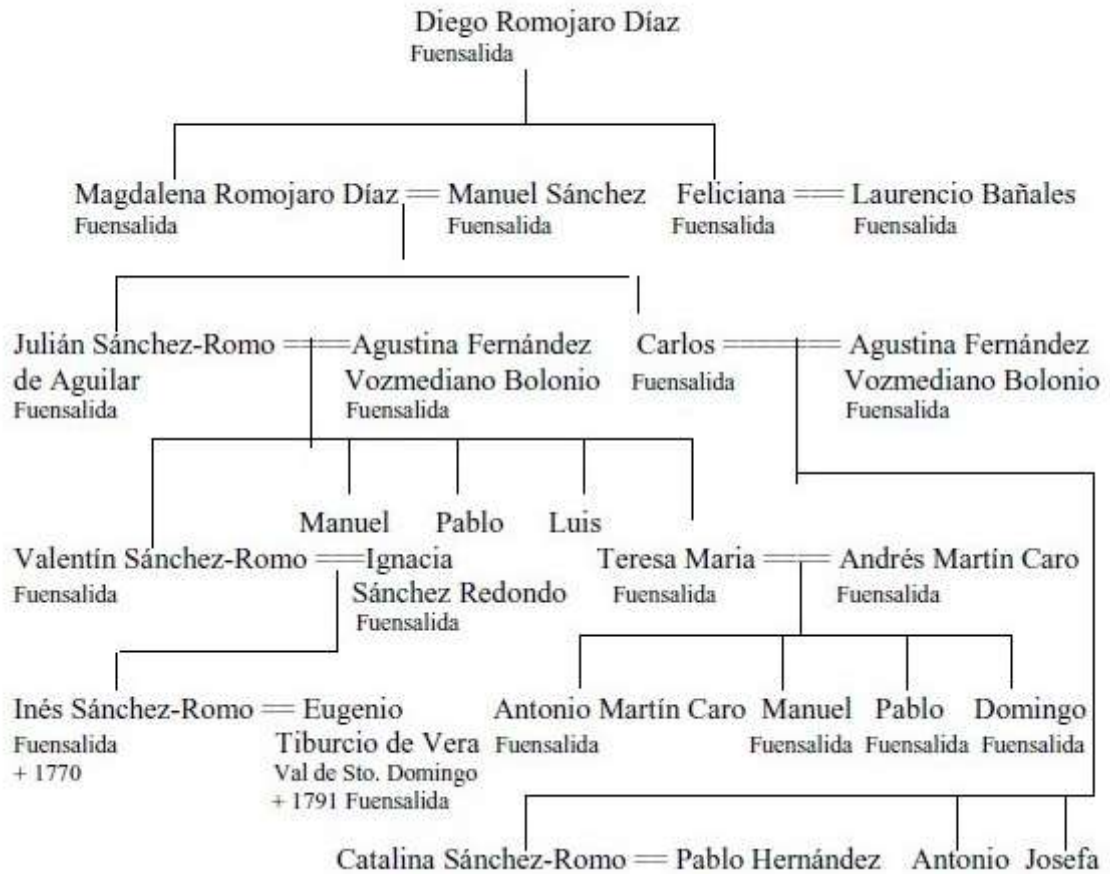 Diego Romojaro Díaz
Fuensalida
Magdalena Romojaro Díaz == Manuel Sánchez Feliciana == Laurencio Bañales
Fuensalida Fuensalida Fuensalida Fuensalida
Julián Sánchez-Romo == Agustina Fernández Carlos == Agustina Fernández
de Aguilar Vozmediano Bolonio Fuensalida Vozmediano Bolonio
Fuensalida Fuensalida Fuensalida
Manuel Pablo Luis
Valentín Sánchez-Romo == Ignacia Teresa Maria == Andrés Martín Caro
Fuensalida Sánchez Redondo Fuensalida Fuensalida
Fuensalida
Inés Sánchez-Romo == Eugenio Antonio Martín Caro Manuel Pablo Domingo
Fuensalida Tiburcio de Vera Fuensalida Fuensalida Fuensalida Fuensalida
+ 1770 Val de Sto. Domingo
+ 1791 Fuensalida
Catalina Sánchez-Romo == Pablo Hernández Antonio Josefa